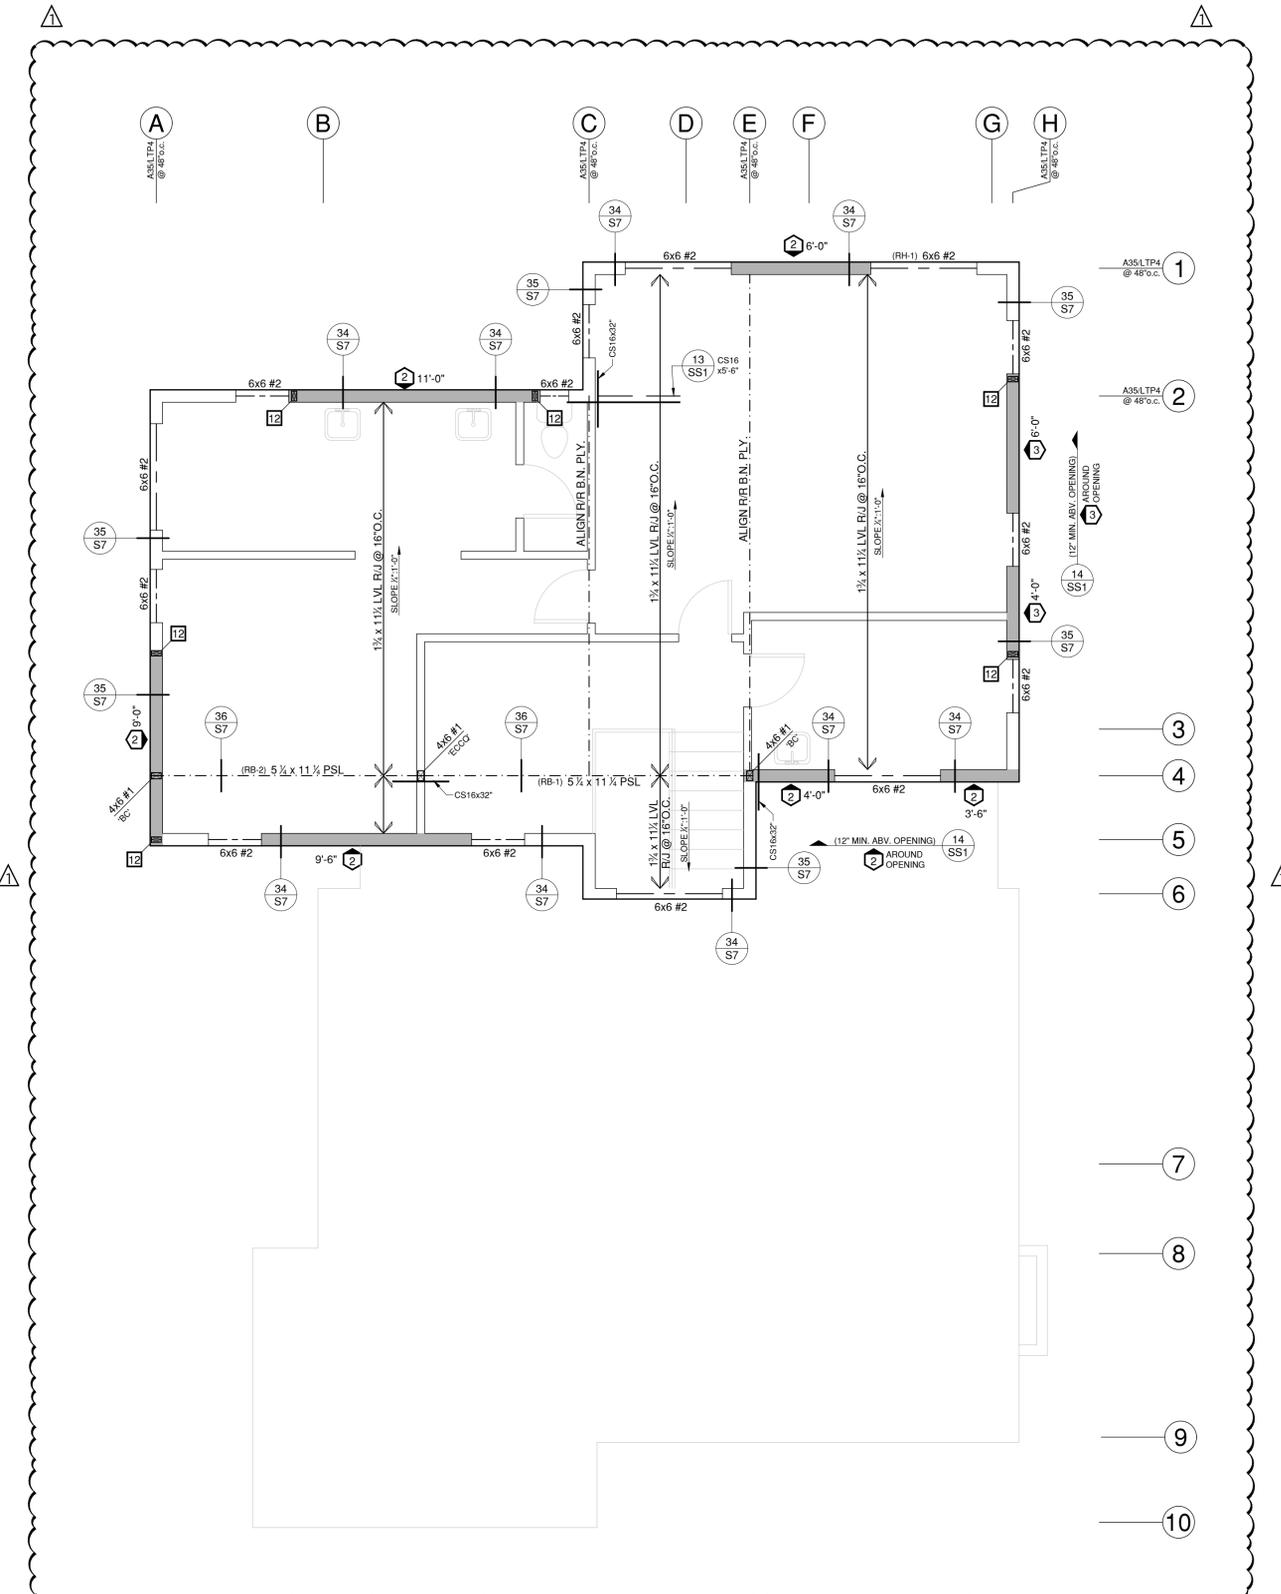 1
1
A
B
C
D
E
F
G
H
A35/LTP4
@ 48"o.c.
A35/LTP4
@ 48"o.c.
A35/LTP4
@ 48"o.c.
A35/LTP4
@ 48"o.c.
34
S7
34
S7
2
6'-0"
6x6 #2
(RH-1) 6x6 #2
A35/LTP4
@ 48"o.c.
1
35
S7
35
S7
6x6 #2
CS16x32"
6x6 #2
34
S7
34
S7
13
SS1
CS16
x5'-6"
2
11'-0"
6x6 #2
6x6 #2
12
12
12
A35/LTP4
@ 48"o.c.
2
6x6 #2
ALIGN R/R B.N. PLY.
ALIGN R/R B.N. PLY.
6'-0"
3
(12" MIN. ABV. OPENING)
3
AROUND
OPENING
14
SS1
35
S7
6x6 #2
1¾ x 11¼ LVL R/J @ 16"O.C.
SLOPE ¼":1'-0"
1¾ x 11¼ LVL R/J @ 16"O.C.
SLOPE ¼":1'-0"
1¾ x 11¼ LVL R/J @ 16"O.C.
SLOPE ¼":1'-0"
6x6 #2
4'-0"
3
12
35
S7
12
6x6 #2
35
S7
9'-0"
2
36
S7
36
S7
4x6 #1
'ECCQ'
4x6 #1
'BC'
34
S7
34
S7
3
(RB-2) 5 ¼ x 11 ¼ PSL
(RB-1) 5 ¼ x 11 ¼ PSL
4
4x6 #1
'BC'
CS16x32"
6x6 #2
2
4'-0"
2
3'-6"
1¾ x 11¼ LVL
R/J @ 16"O.C.
SLOPE ¼":1'-0"
CS16x32"
(12" MIN. ABV. OPENING)
14
SS1
2
AROUND
OPENING
5
12
6x6 #2
9'-6"
2
6x6 #2
35
S7
1
1
34
S7
34
S7
6x6 #2
6
34
S7
7
8
9
10